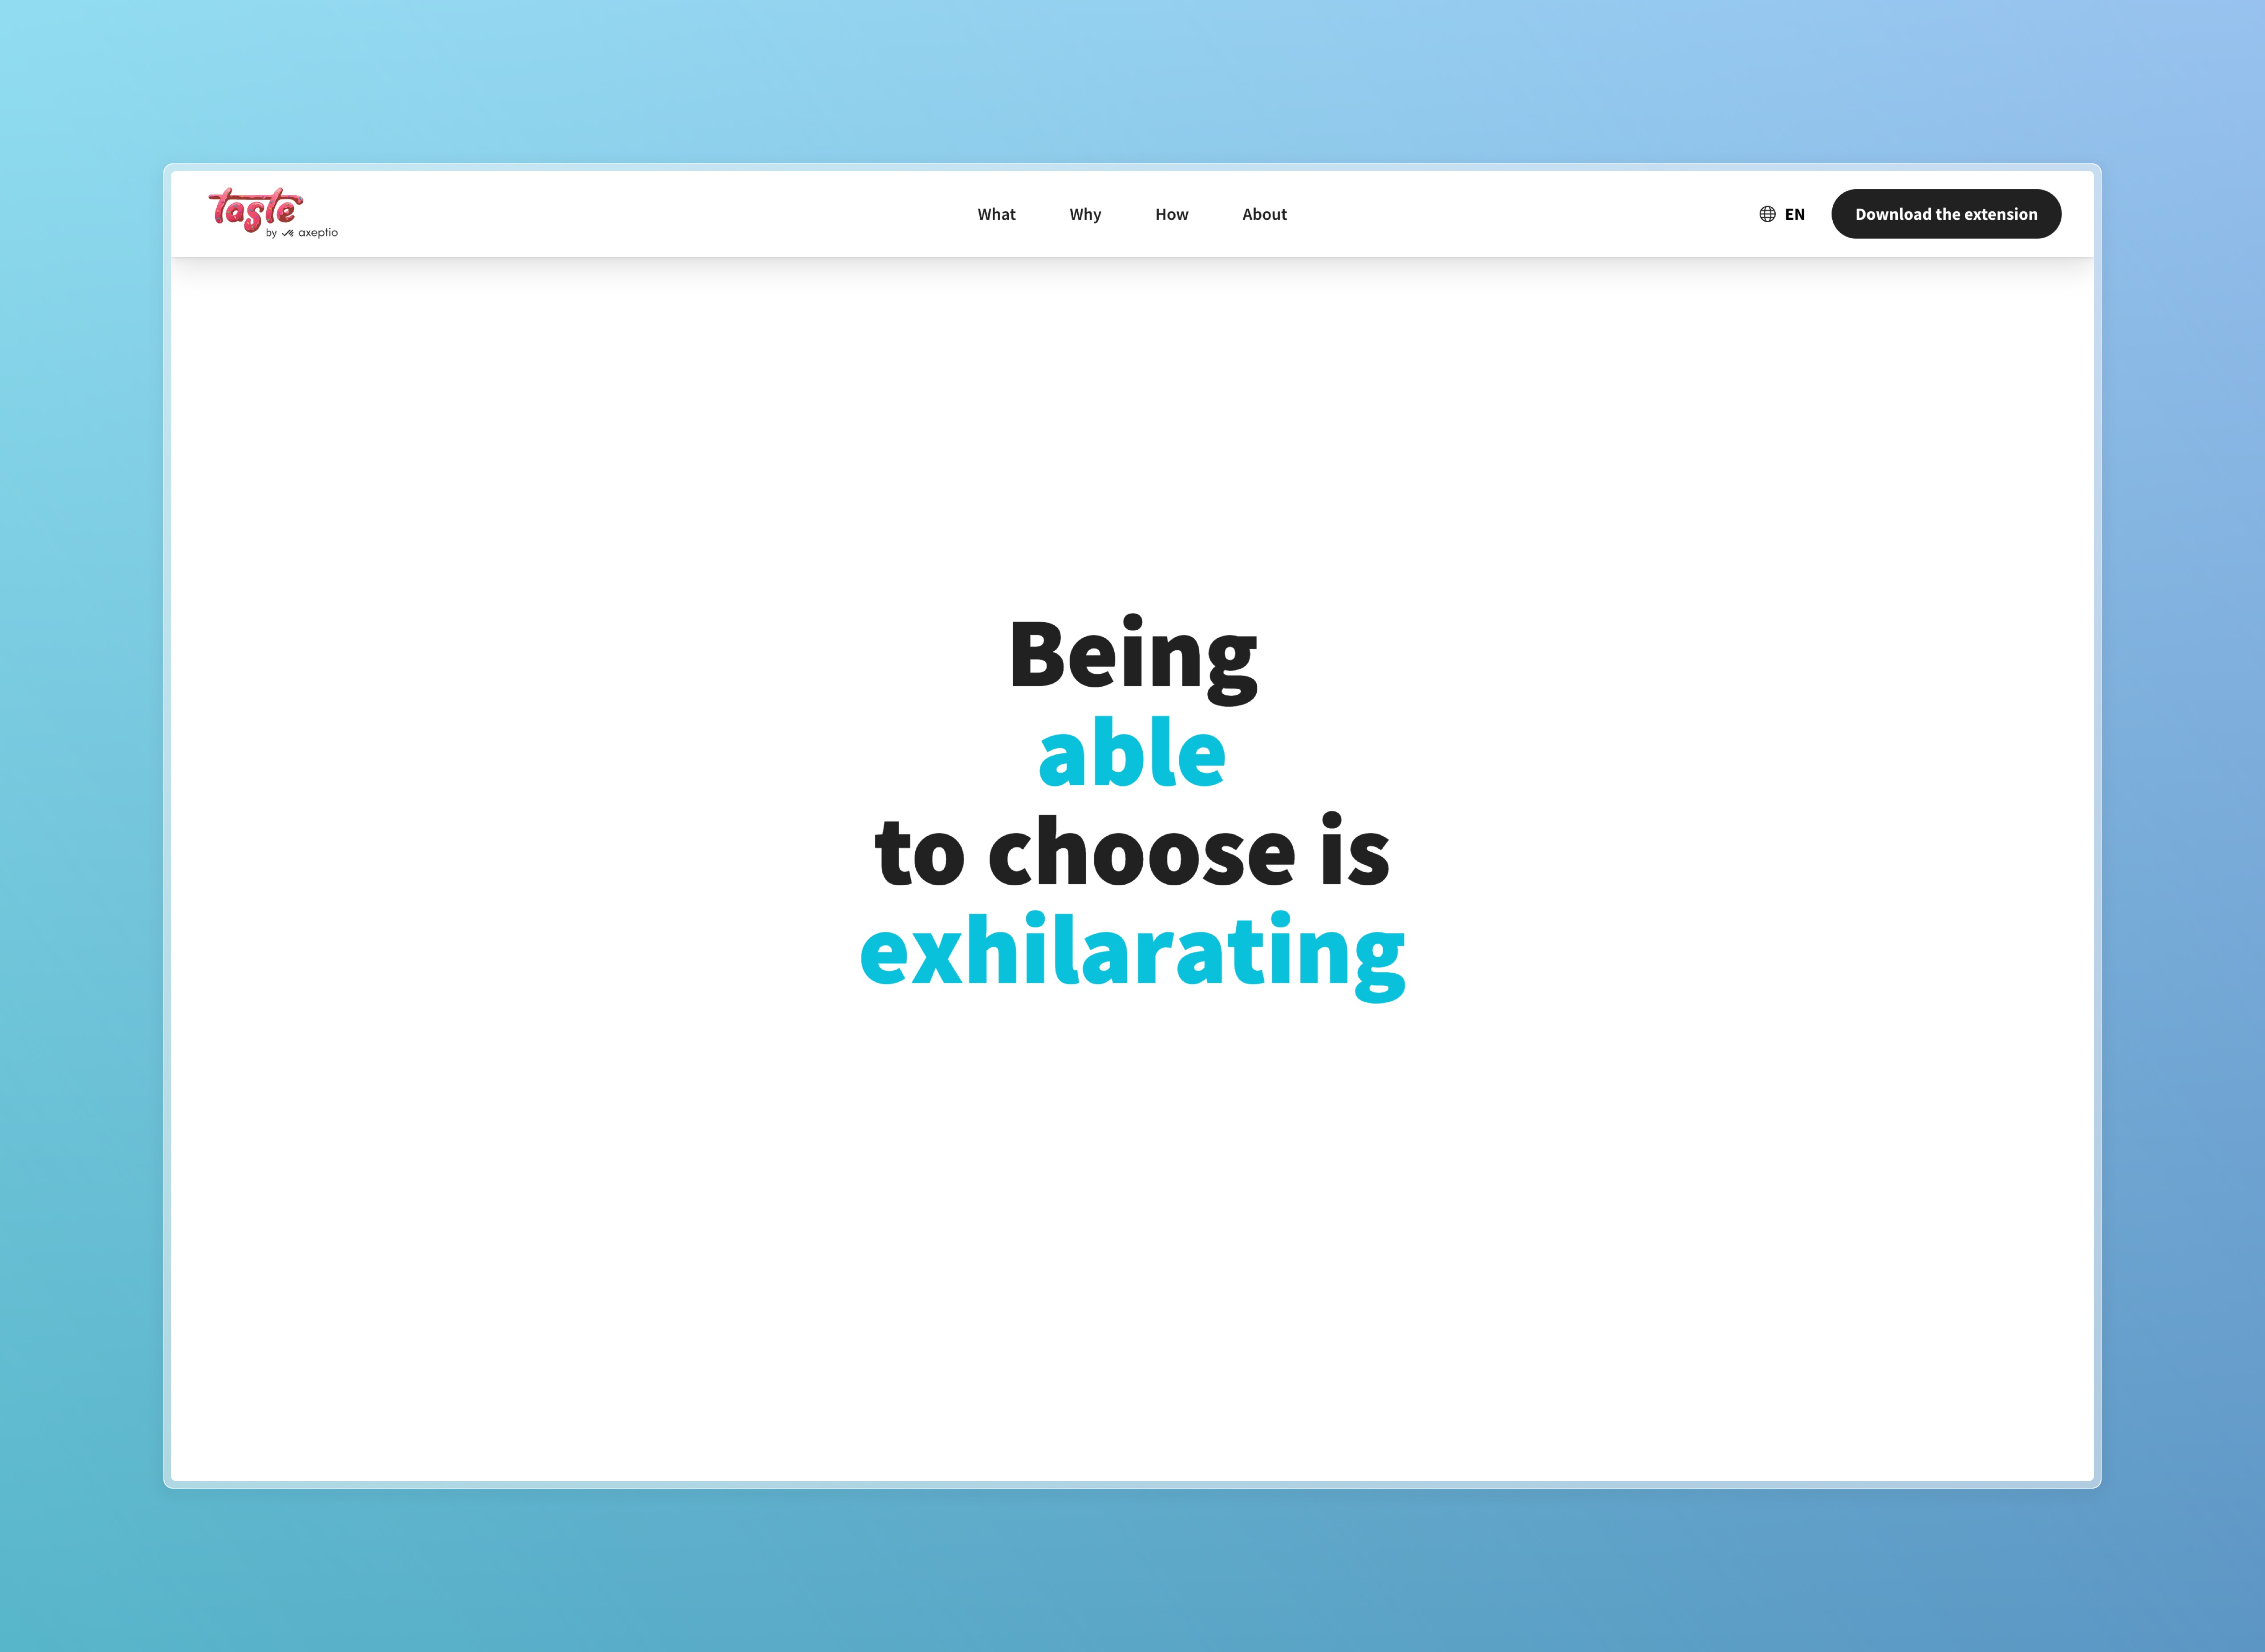 taste
by axeptio
What
Why
How
About
EN
Download the extension
Being
able
to choose is
exhilarating